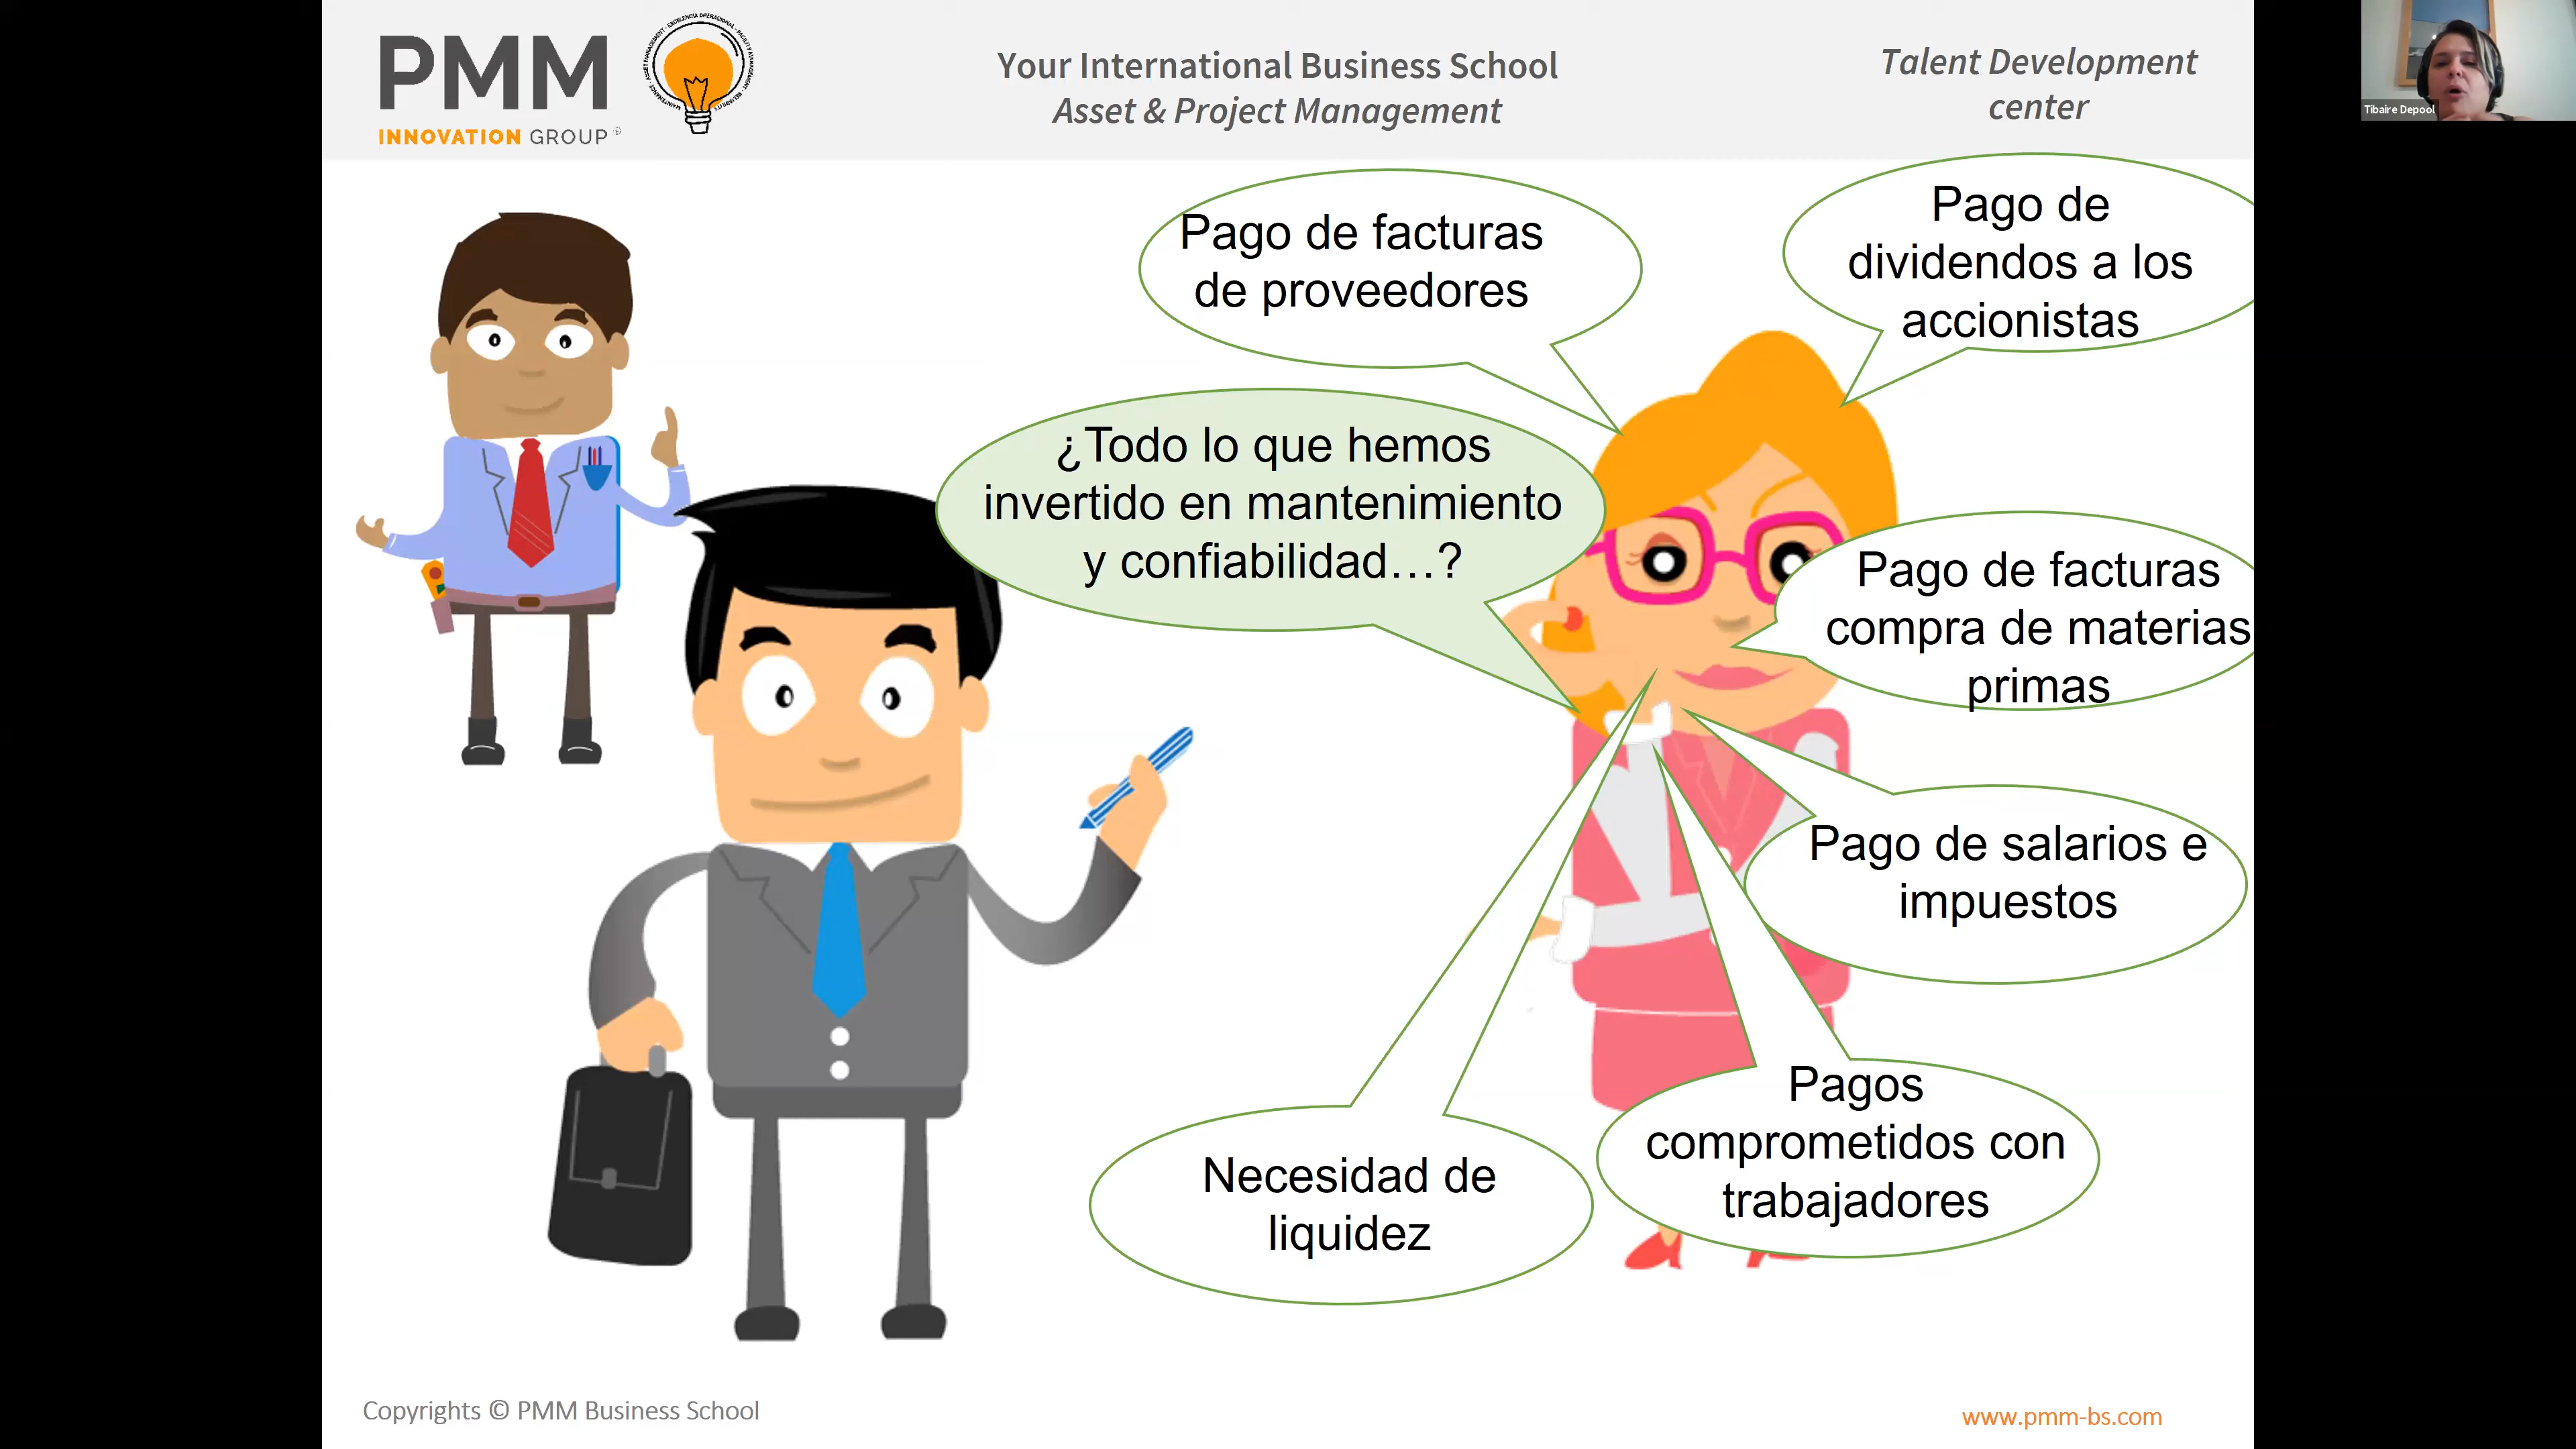 PMM
INNOVATION GROUP
Your International Business School
Asset & Project Management
Talent Development
center
Tibaire Depool
Pago de facturas
de proveedores
Pago de
dividendos a los
accionistas
¿Todo lo que hemos
invertido en mantenimiento
y confiabilidad...?
Pago de facturas
compra de materias
primas
Pago de salarios e
impuestos
Pagos
comprometidos con
trabajadores
Necesidad de
liquidez
Copyrights © PMM Business School
www.pmm-bs.com